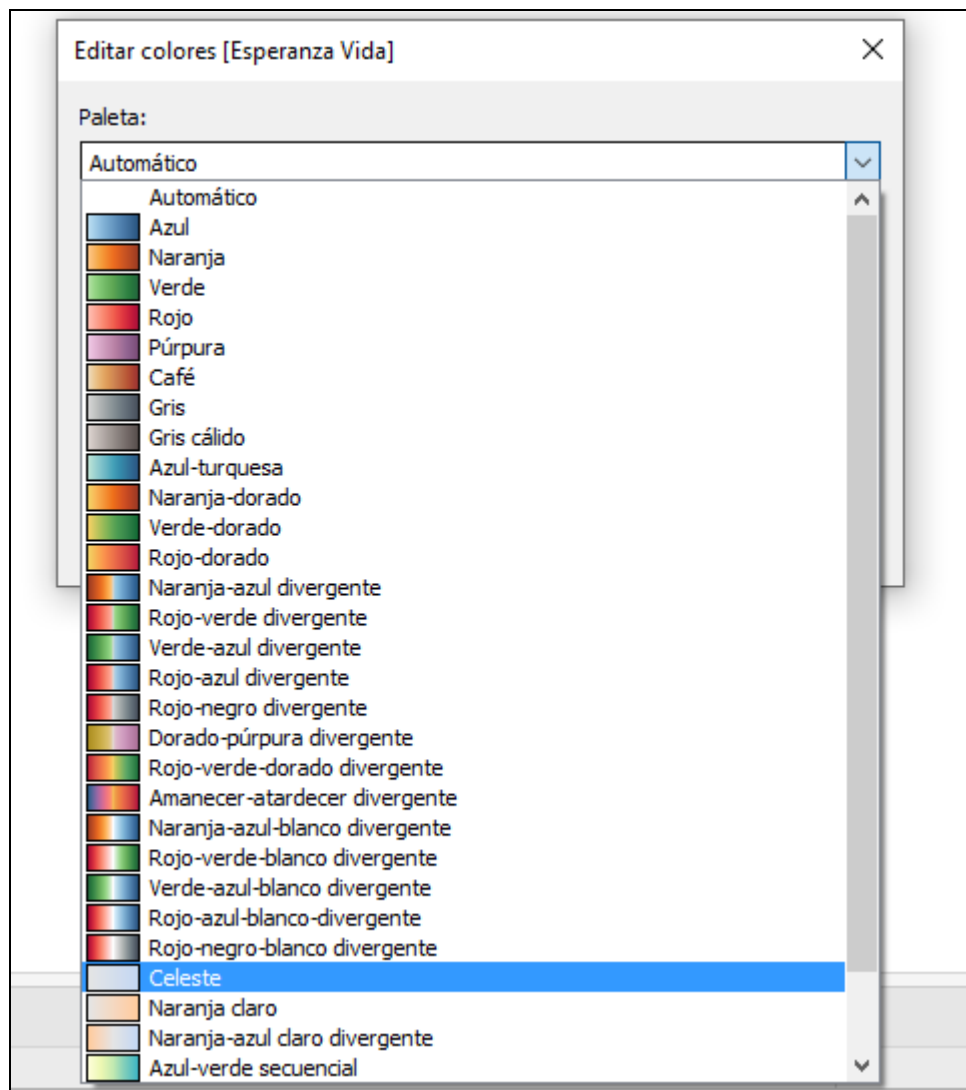 Editar colores [Esperanza Vida]
Paleta:
Automático
Automático
Azul
Naranja
Verde
Rojo
Púrpura
Café
Gris
Gris cálido
Azul-turquesa
Naranja-dorado
Verde-dorado
Rojo-dorado
Naranja-azul divergente
Rojo-verde divergente
Verde-azul divergente
Rojo-azul divergente
Rojo-negro divergente
Dorado-púrpura divergente
Rojo-verde-dorado divergente
Amanecer-atardecer divergente
Naranja-azul-blanco divergente
Rojo-verde-blanco divergente
Verde-azul-blanco divergente
Rojo-azul-blanco-divergente
Rojo-negro-blanco divergente
Celeste
Naranja claro
Naranja-azul claro divergente
Azul-verde secuencial